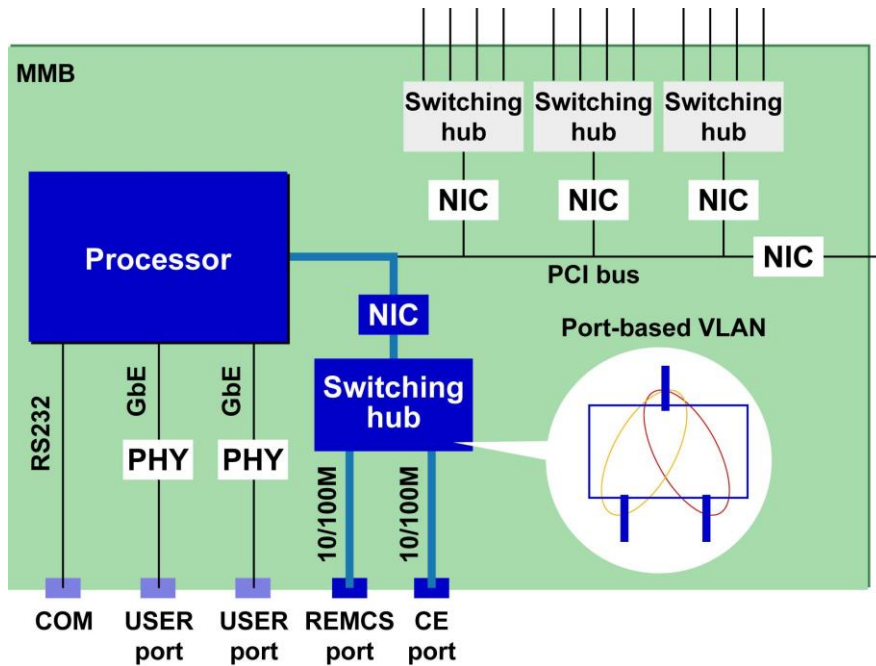 MMB
Switching
hub
Switching
hub
Switching
hub
NIC
NIC
NIC
Processor
NIC
PCI bus
NIC
Port-based VLAN
Switching
hub
RS232
GbE
GbE
PHY
PHY
10/100M
10/100M
COM
USER
port
USER
port
REMCS
port
CE
port